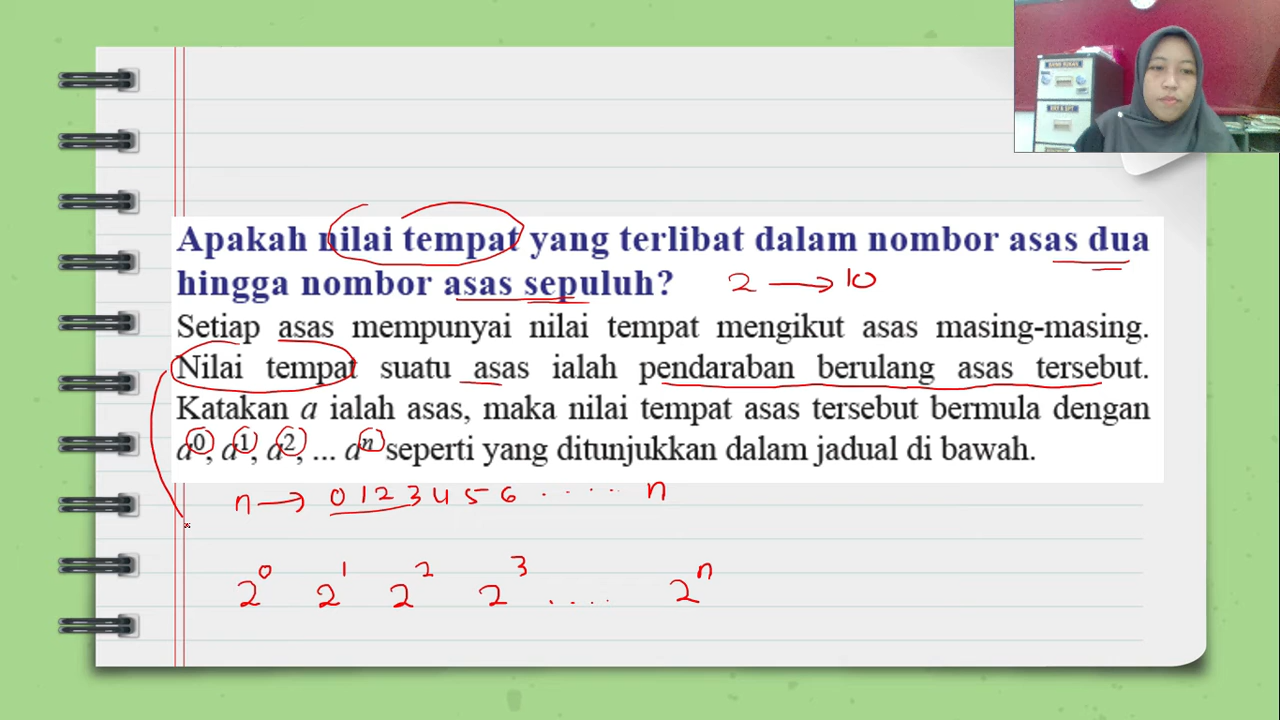 Apakah nilai tempat yang terlibat dalam nombor asas dua
hingga nombor asas sepuluh?
2 → 10
Setiap asas mempunyai nilai tempat mengikut asas masing-masing.
Nilai tempat suatu asas ialah pendaraban berulang asas tersebut.
Katakan a ialah asas, maka nilai tempat asas tersebut bermula dengan
a⁰, a¹, a², ... aⁿ seperti yang ditunjukkan dalam jadual di bawah.
n → 0 1 2 3 4 5 6 ...... n
2⁰ 2¹ 2² 2³ .... 2ⁿ